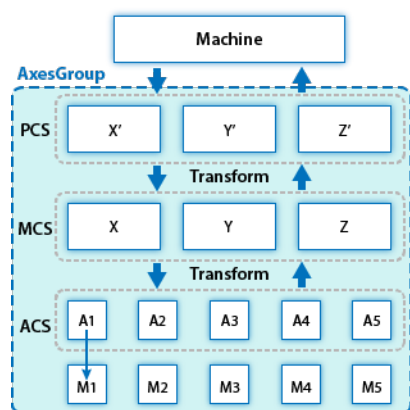 Machine
AxesGroup
PCS X' Y' Z'
Transform
MCS X Y Z
Transform
ACS A1 A2 A3 A4 A5
M1 M2 M3 M4 M5